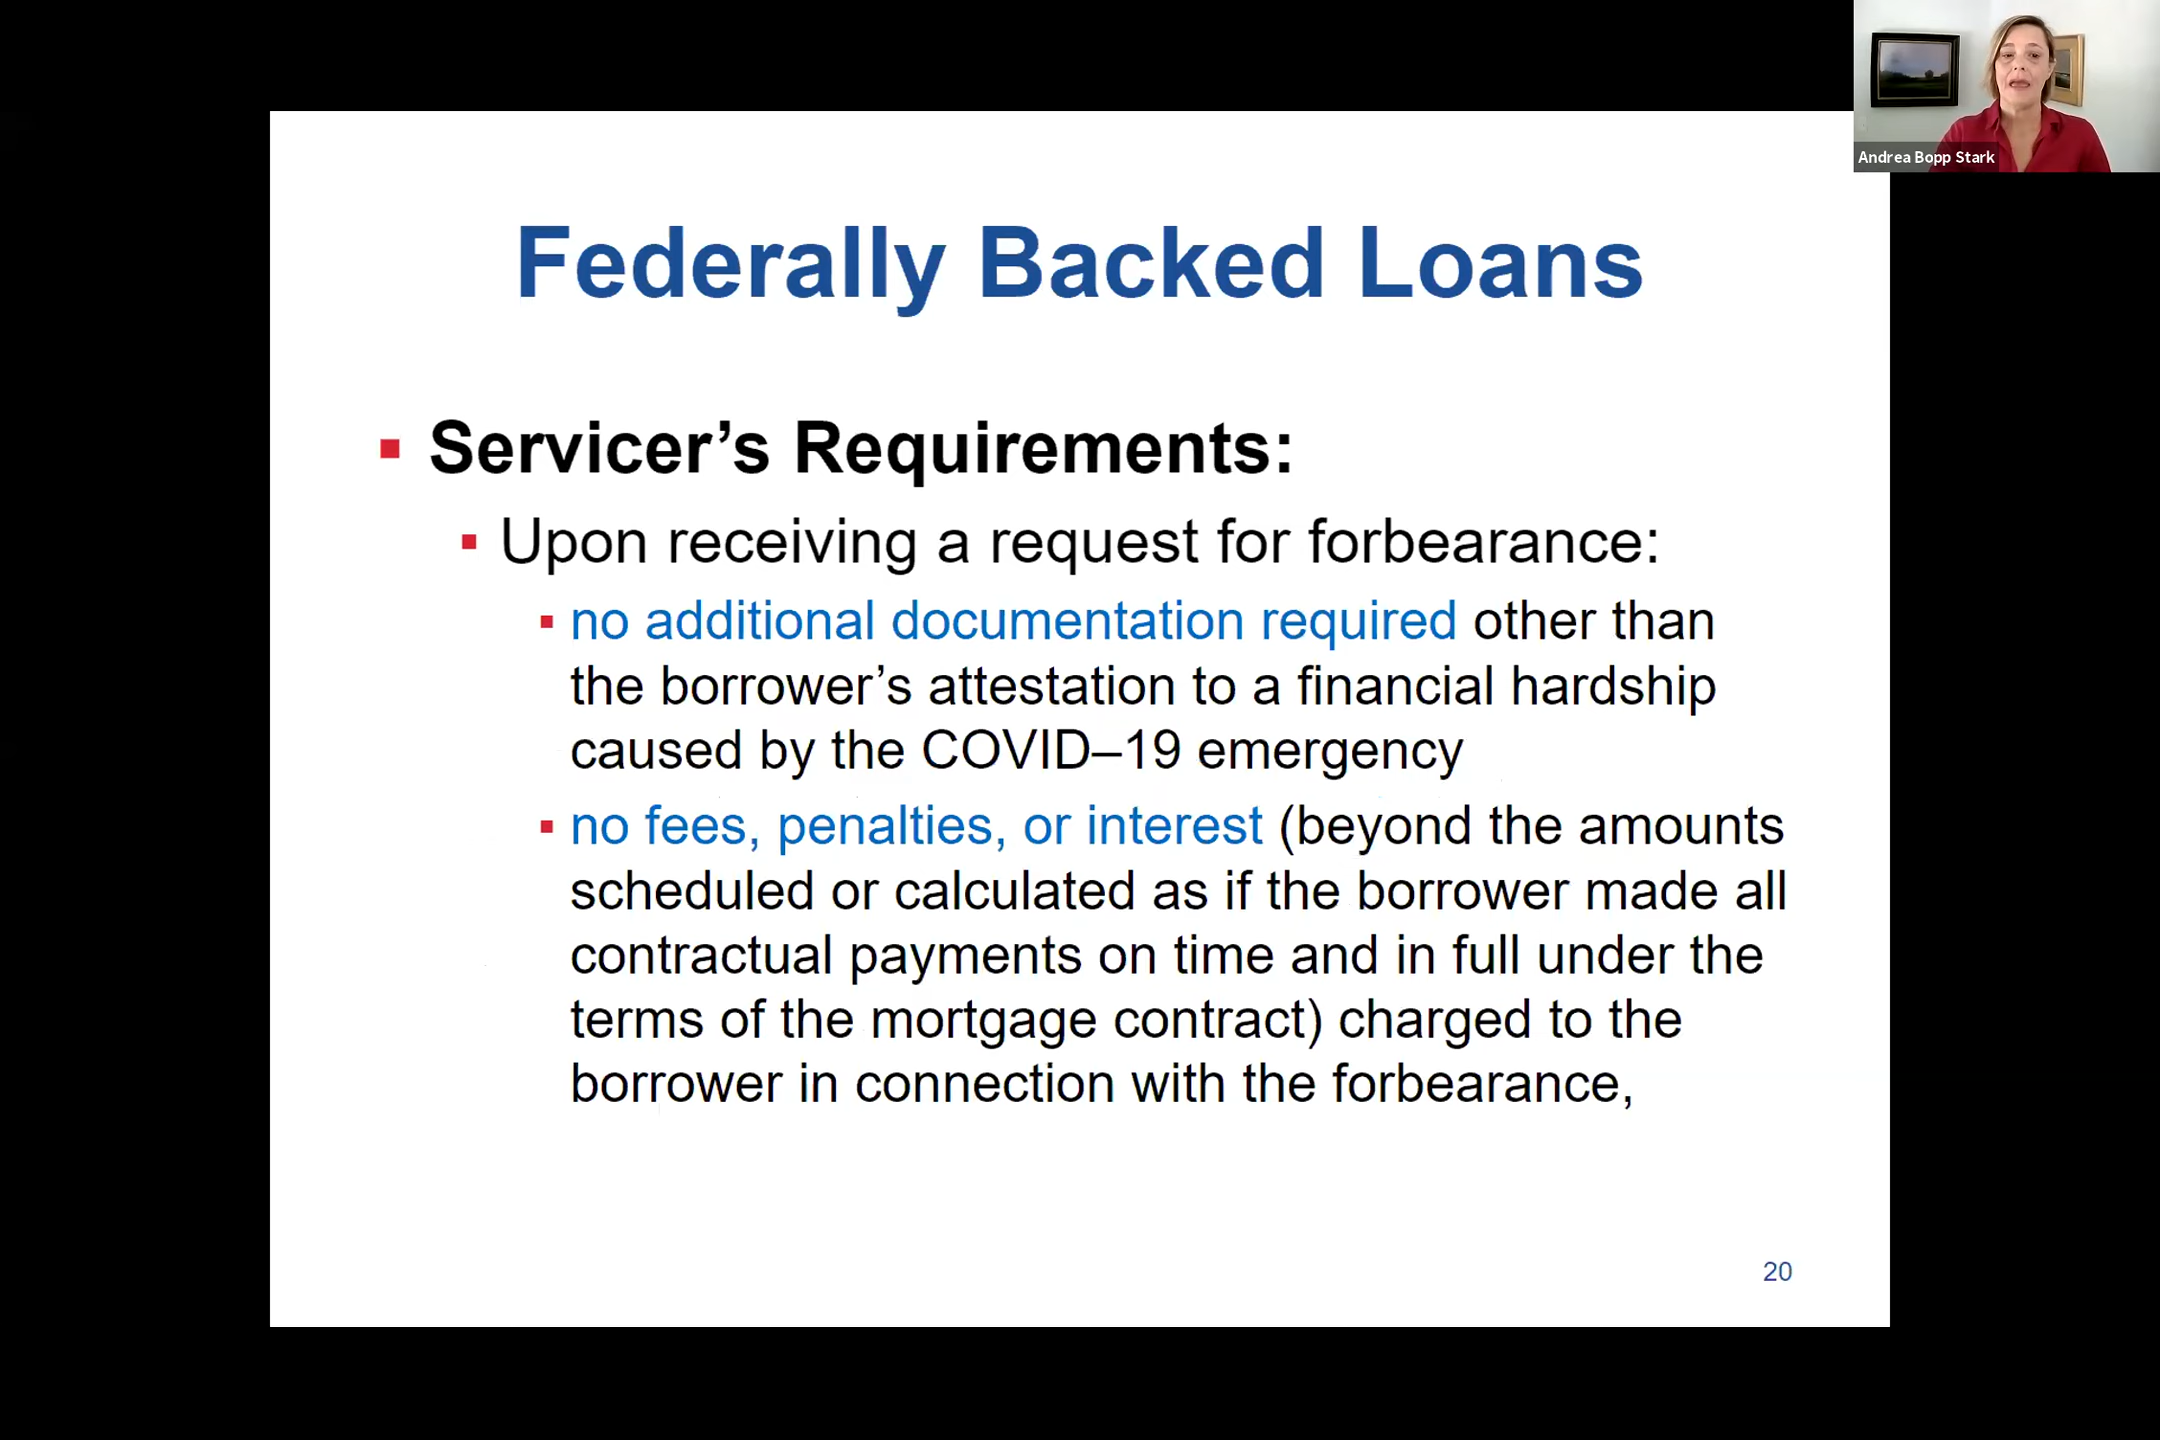 Andrea Bopp Stark
Federally Backed Loans
Servicer’s Requirements:
Upon receiving a request for forbearance:
no additional documentation required other than
the borrower’s attestation to a financial hardship
caused by the COVID–19 emergency
no fees, penalties, or interest (beyond the amounts
scheduled or calculated as if the borrower made all
contractual payments on time and in full under the
terms of the mortgage contract) charged to the
borrower in connection with the forbearance,
20